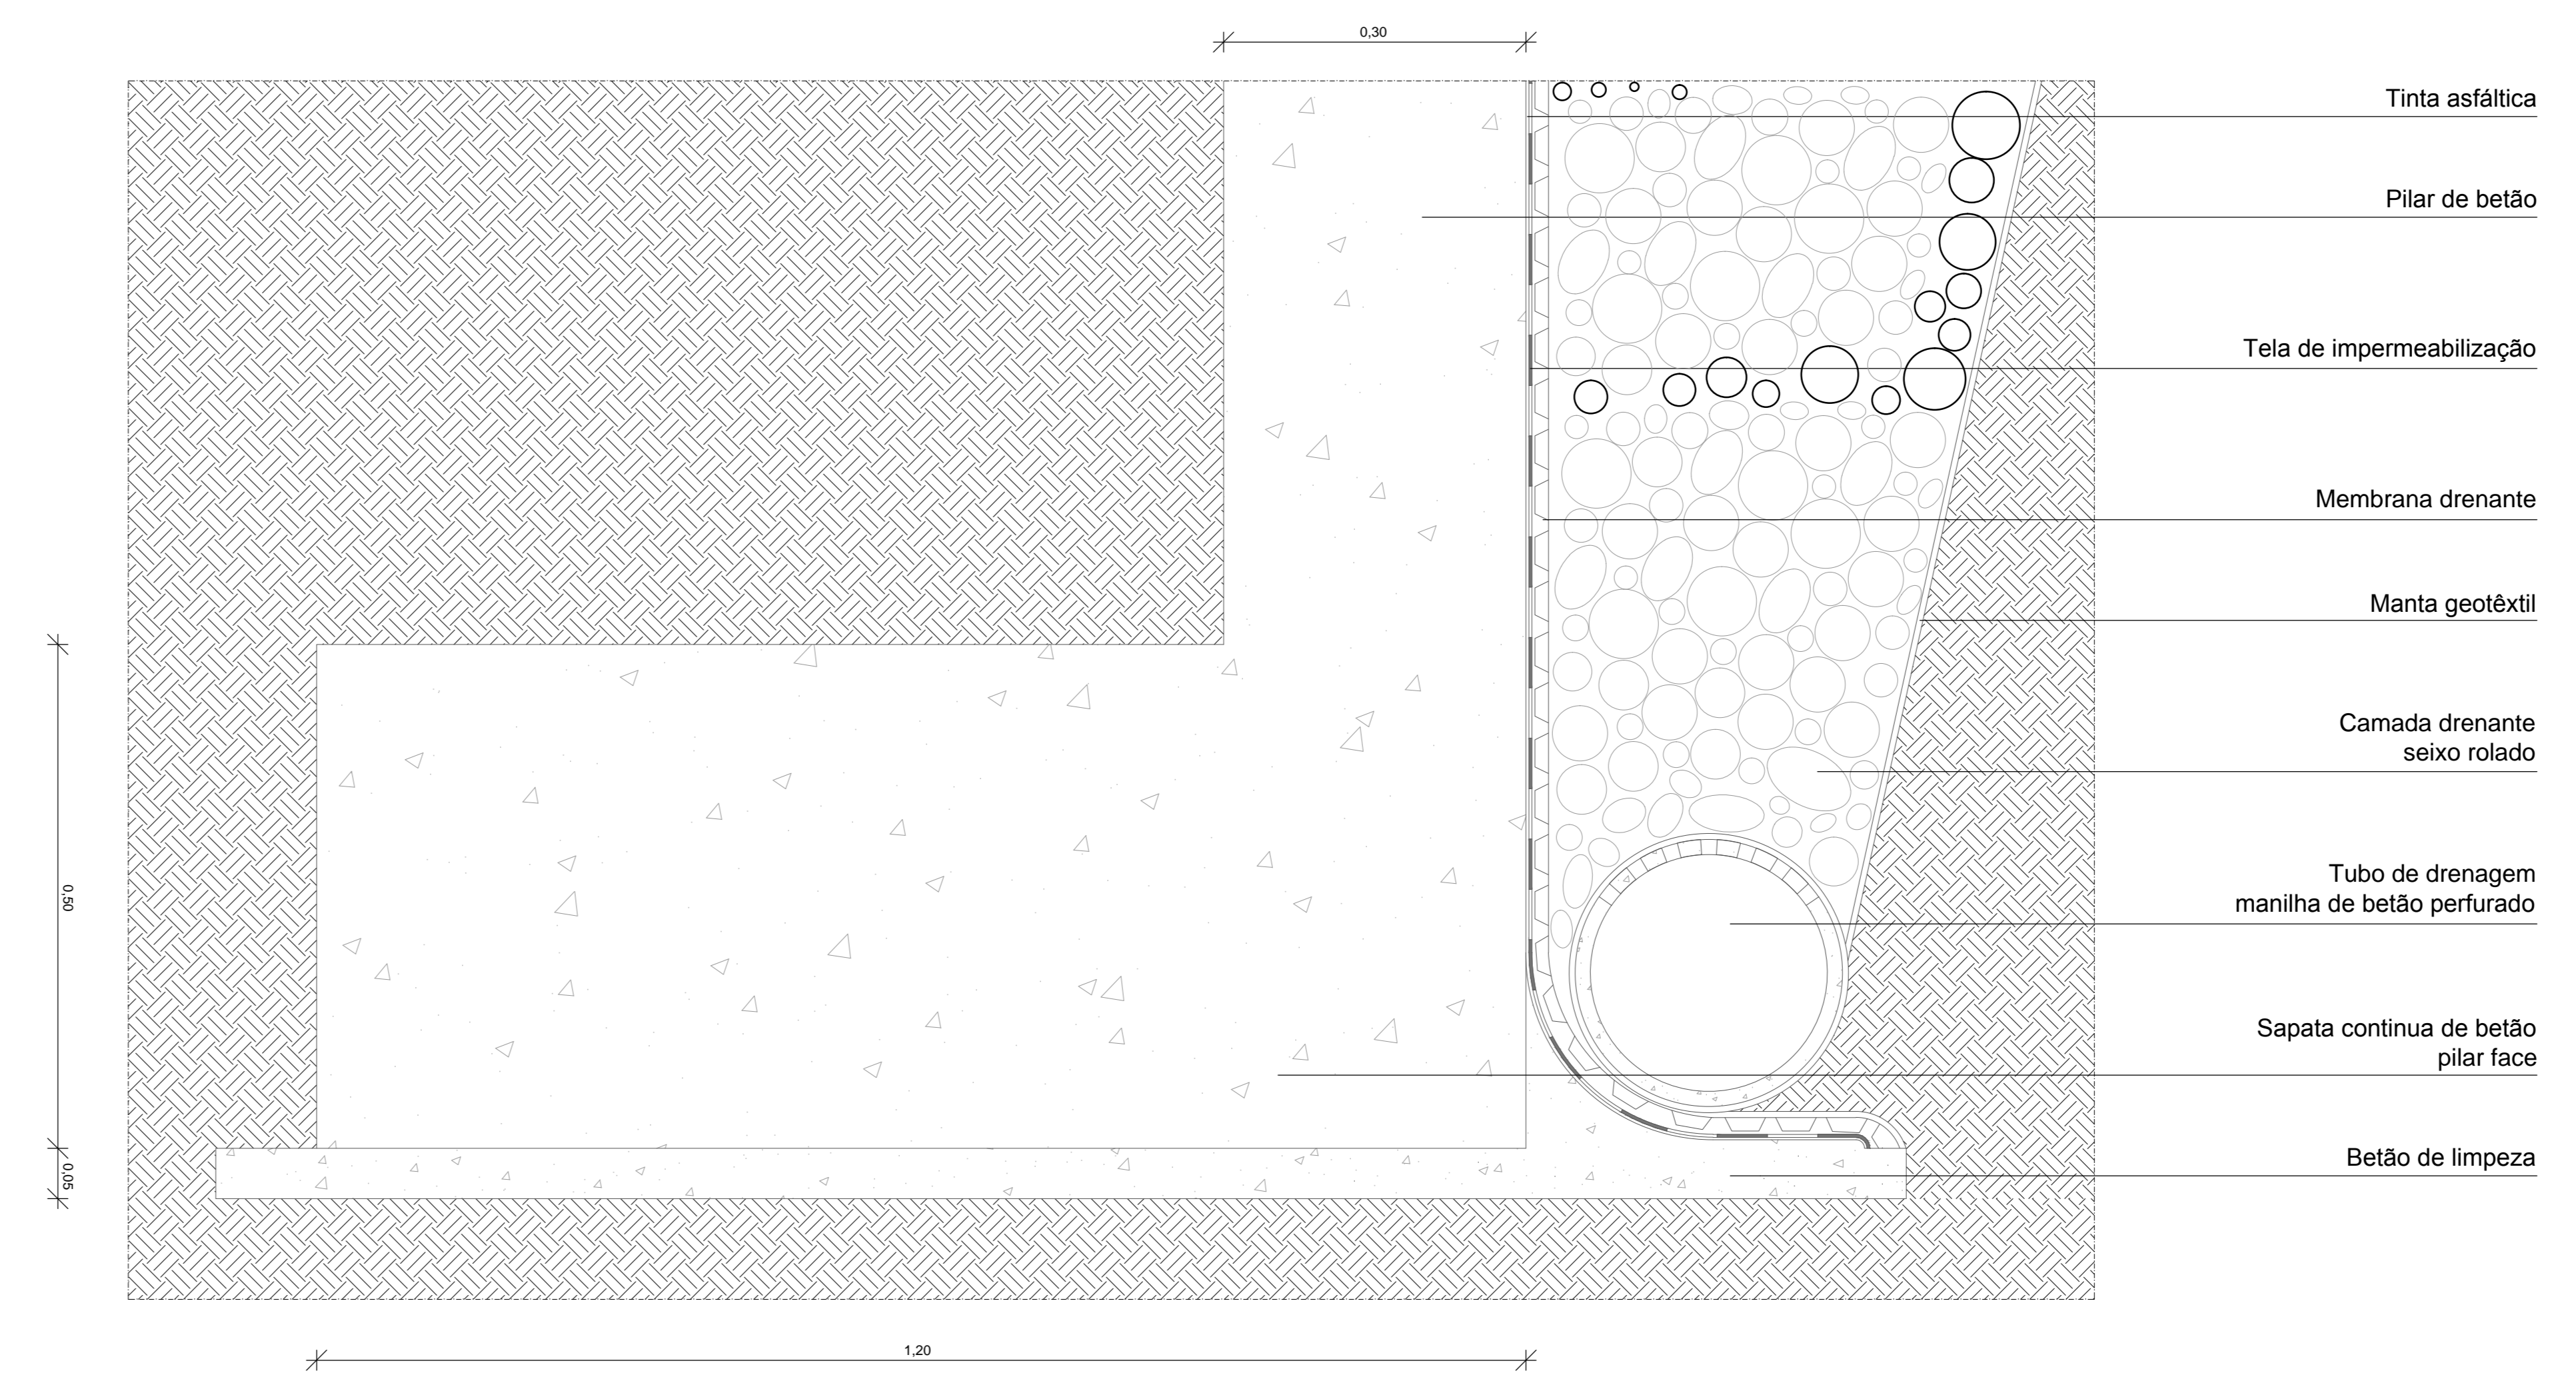 0,30
Tinta asfáltica
Pilar de betão
Tela de impermeabilização
Membrana drenante
Manta geotêxtil
Camada drenante
seixo rolado
Tubo de drenagem
manilha de betão perfurado
Sapata continua de betão
pilar face
Betão de limpeza
0,50
0,05
1,20